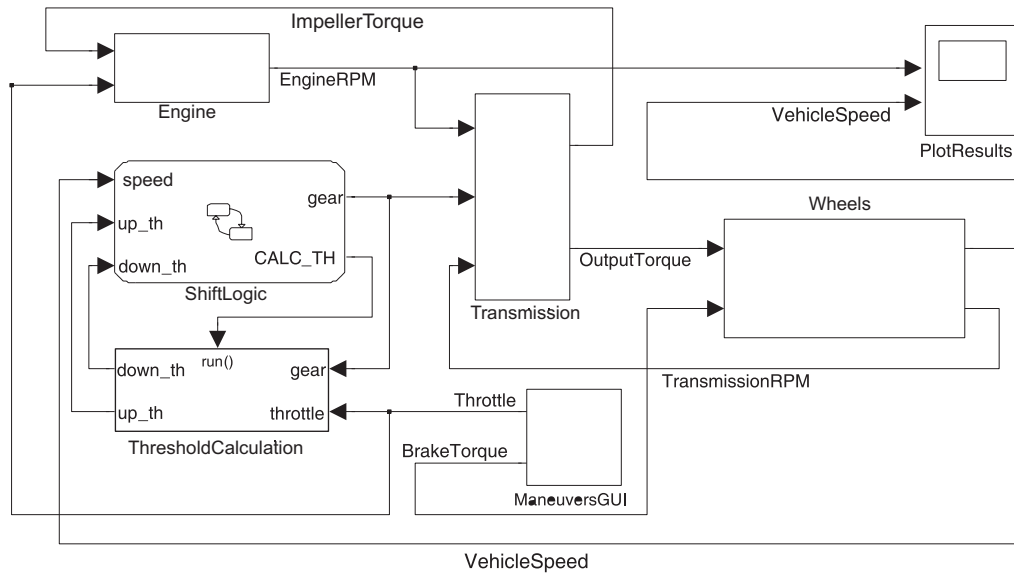 ImpellerTorque
EngineRPM
Engine
VehicleSpeed
PlotResults
speed
gear
up_th
CALC_TH
down_th
ShiftLogic
Wheels
OutputTorque
Transmission
run()
down_th
gear
TransmissionRPM
up_th
throttle
Throttle
ThresholdCalculation
BrakeTorque
ManeuversGUI
VehicleSpeed